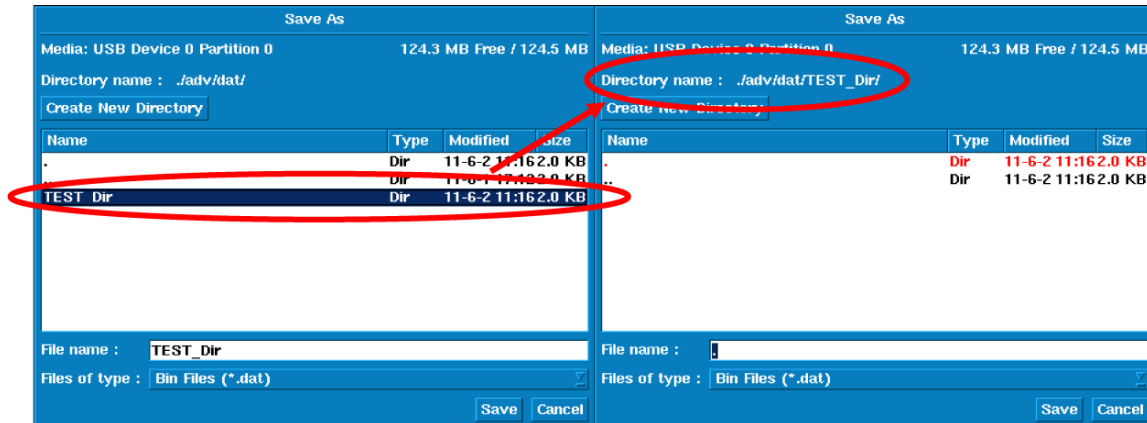 Save As
Media: USB Device 0 Partition 0 124.3 MB Free / 124.5 MB
Directory name : ./adv/dat/
Create New Directory
Name Type Modified Size
. Dir 11-6-2 11:16 2.0 KB
.. Dir 2.0 KB
TEST_Dir Dir 11-6-2 11:16 2.0 KB
File name : TEST_Dir
Files of type : Bin Files (*.dat)
Save Cancel
Save As
Media: USB Device 0 Partition 0 124.3 MB Free / 124.5 MB
Directory name : ./adv/dat/TEST_Dir/
Create New Directory
Name Type Modified Size
. Dir 11-6-2 11:16 2.0 KB
.. Dir 11-6-2 11:16 2.0 KB
File name : .
Files of type : Bin Files (*.dat)
Save Cancel